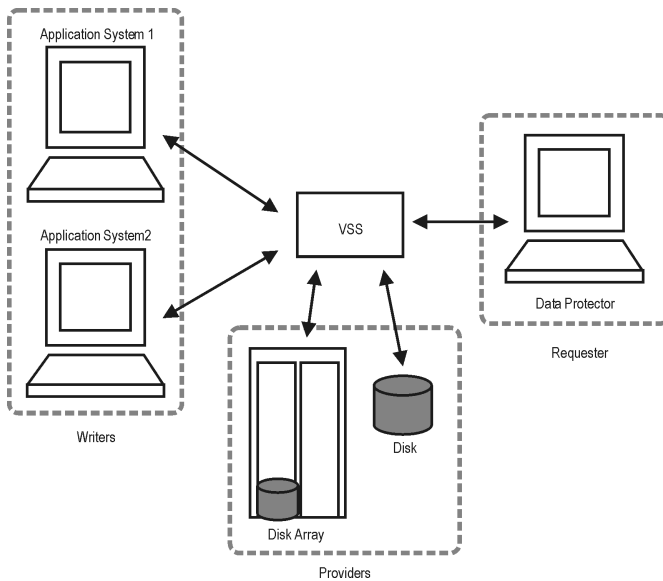 Application System 1
Application System2
Writers
VSS
Data Protector
Requester
Disk
Disk Array
Providers